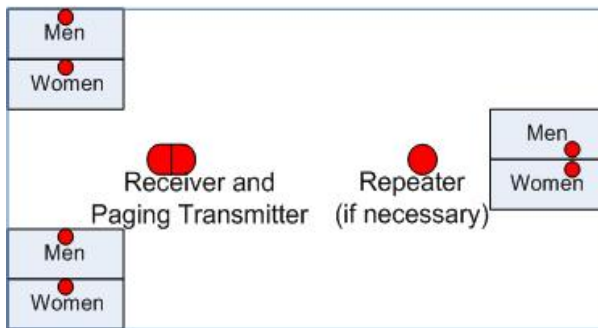 Men
Women
Men
Women
Receiver and
Paging Transmitter
Repeater
(if necessary)
Men
Women